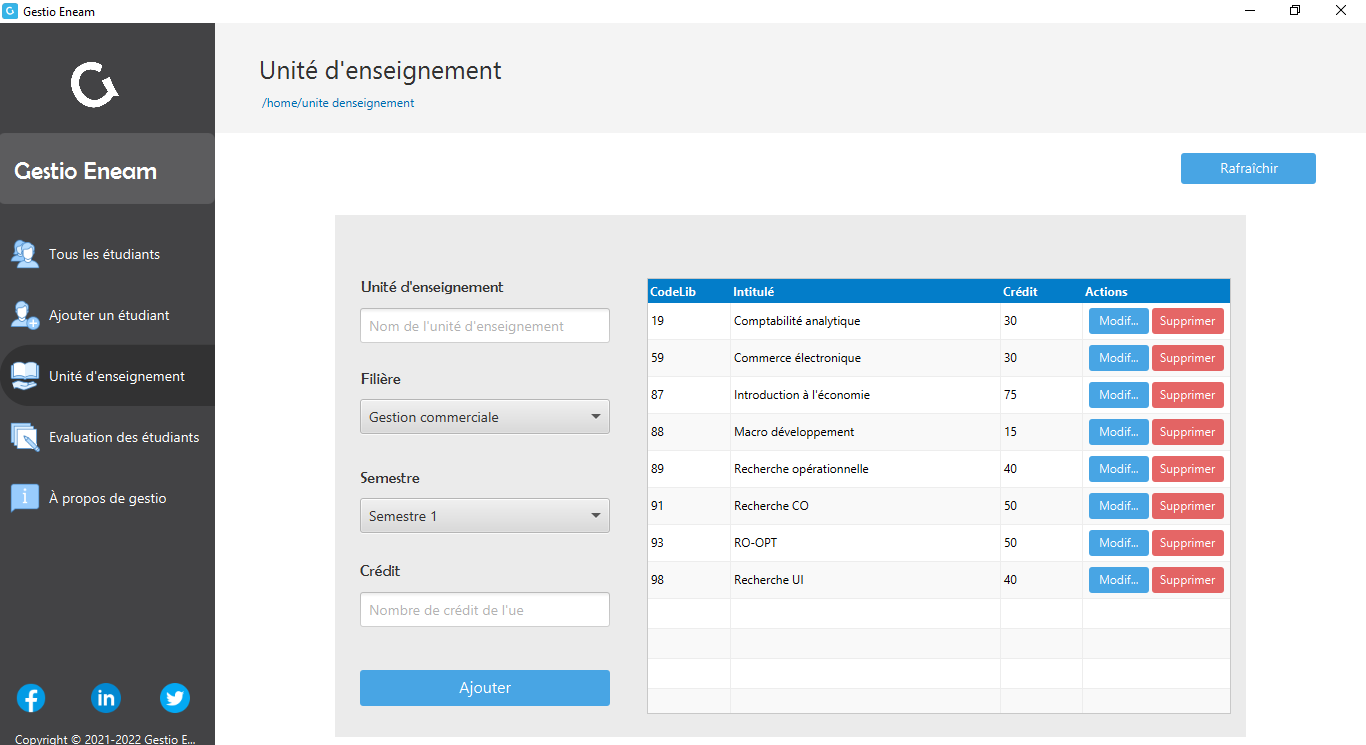 Gestio Eneam
Unité d'enseignement
/home/unite denseignement
Gestio Eneam
Tous les étudiants
Ajouter un étudiant
Unité d'enseignement
Evaluation des étudiants
À propos de gestio
Copyright © 2021-2022 Gestio E...
Rafraîchir
Unité d'enseignement
Nom de l'unité d'enseignement
Filière
Gestion commerciale
Semestre
Semestre 1
Crédit
Nombre de crédit de l'ue
Ajouter
CodeLib Intitulé Crédit Actions
19 Comptabilité analytique 30 Modif... Supprimer
59 Commerce électronique 30 Modif... Supprimer
87 Introduction à l'économie 75 Modif... Supprimer
88 Macro développement 15 Modif... Supprimer
89 Recherche opérationnelle 40 Modif... Supprimer
91 Recherche CO 50 Modif... Supprimer
93 RO-OPT 50 Modif... Supprimer
98 Recherche UI 40 Modif... Supprimer